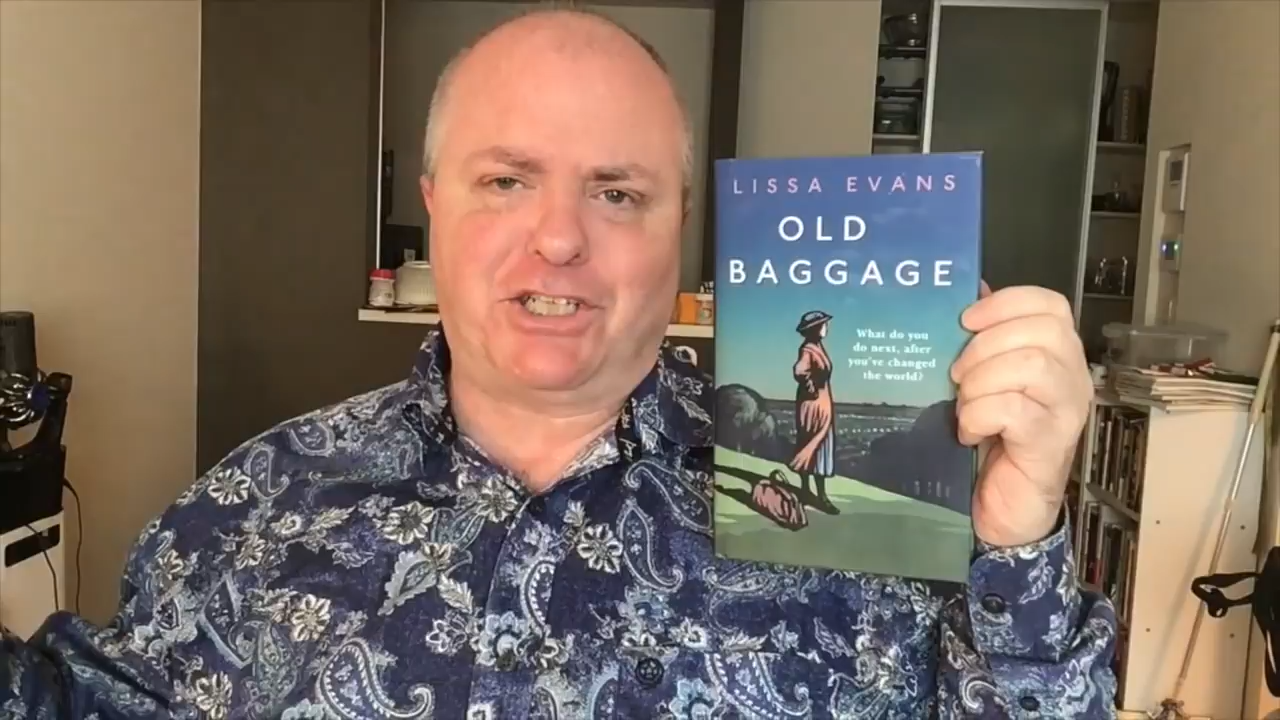 LISSA EVANS
OLD
BAGGAGE
What do you
do next, after
you've changed
the world?